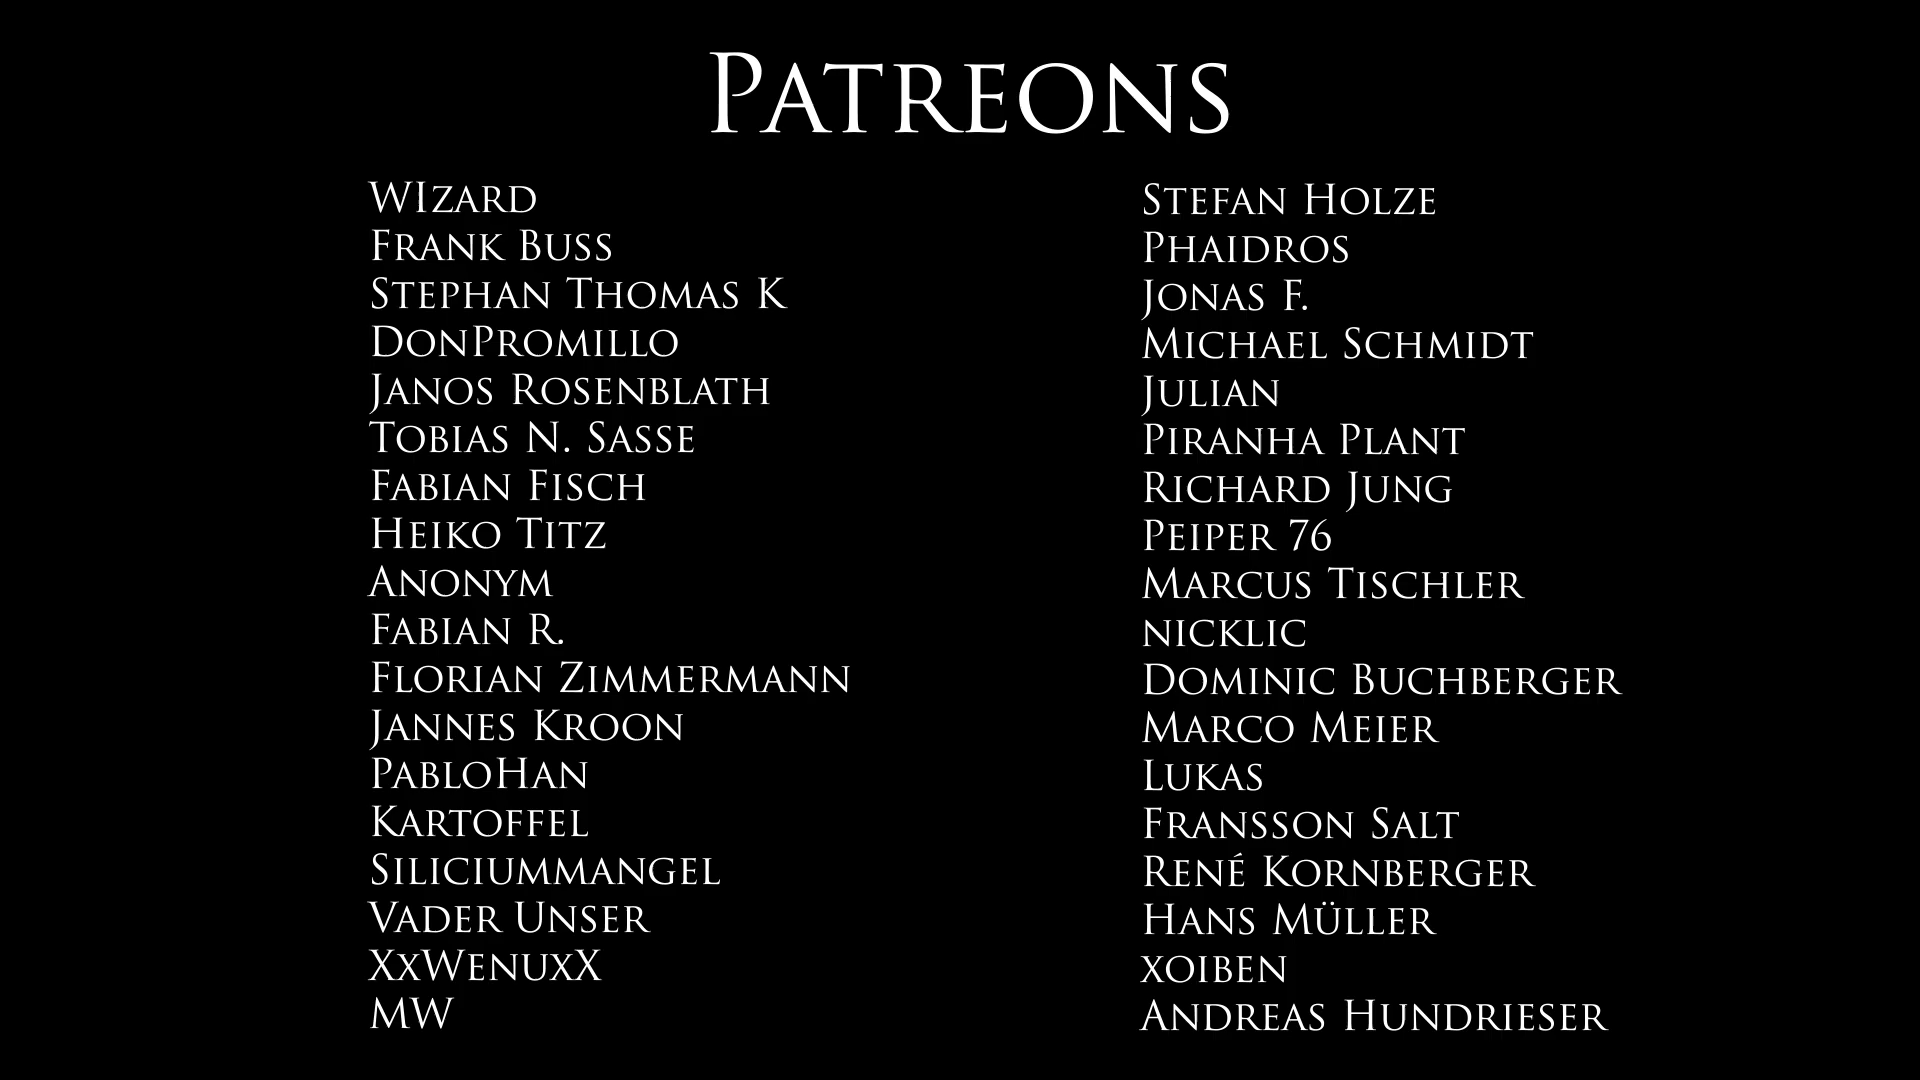 Patreons
WIzard
Frank Buss
Stephan Thomas K
DonPromillo
Janos Rosenblath
Tobias N. Sasse
Fabian Fisch
Heiko Titz
Anonym
Fabian R.
Florian Zimmermann
Jannes Kroon
PabloHan
Kartoffel
Siliciummangel
Vader Unser
XxWenuxX
MW
Stefan Holze
Phaidros
Jonas F.
Michael Schmidt
Julian
Piranha Plant
Richard Jung
Peiper 76
Marcus Tischler
nicklic
Dominic Buchberger
Marco Meier
Lukas
Fransson Salt
René Kornberger
Hans Müller
xoiben
Andreas Hundrieser